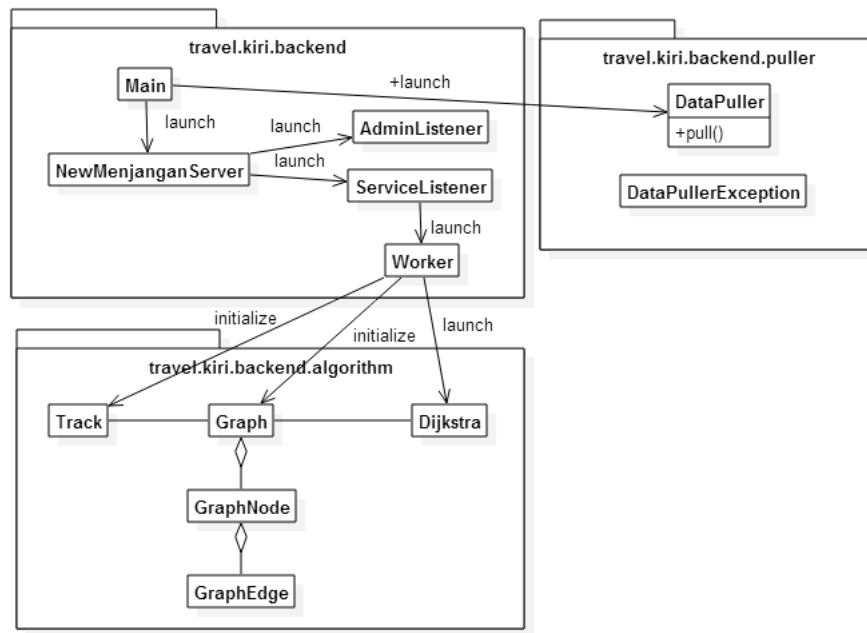 travel.kiri.backend
travel.kiri.backend.puller
Main
+launch
DataPuller
+pull()
launch
launch
AdminListener
NewMenjanganServer
launch
ServiceListener
DataPullerException
launch
Worker
initialize
initialize
launch
travel.kiri.backend.algorithm
Track
Graph
Dijkstra
GraphNode
GraphEdge